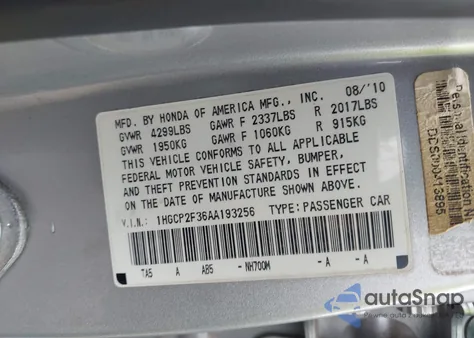 MFD. BY HONDA OF AMERICA MFG., INC. 08/'10
GVWR 4299LBS GAWR F 2337LBS R 2017LBS
GVWR 1950KG GAWR F 1060KG R 915KG
THIS VEHICLE CONFORMS TO ALL APPLICABLE
FEDERAL MOTOR VEHICLE SAFETY, BUMPER,
AND THEFT PREVENTION STANDARDS IN EFFECT
ON THE DATE OF MANUFACTURE SHOWN ABOVE.
V.I.N.: 1HGCP2F36AA193256 TYPE: PASSENGER CAR
TA5 A AB5 - NH700M - A - A
autoSnap